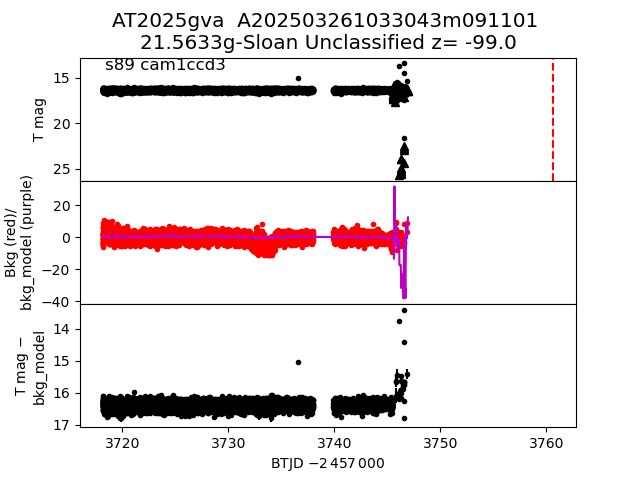 AT2025gva  A202503261033043m091101
21.5633g-Sloan Unclassified z= -99.0
s89 cam1ccd3
15
20
25
T mag
20
0
−20
−40
Bkg (red)/
bkg_model (purple)
14
15
16
17
T mag −
bkg_model
3720
3730
3740
3750
3760
BTJD −2 457 000